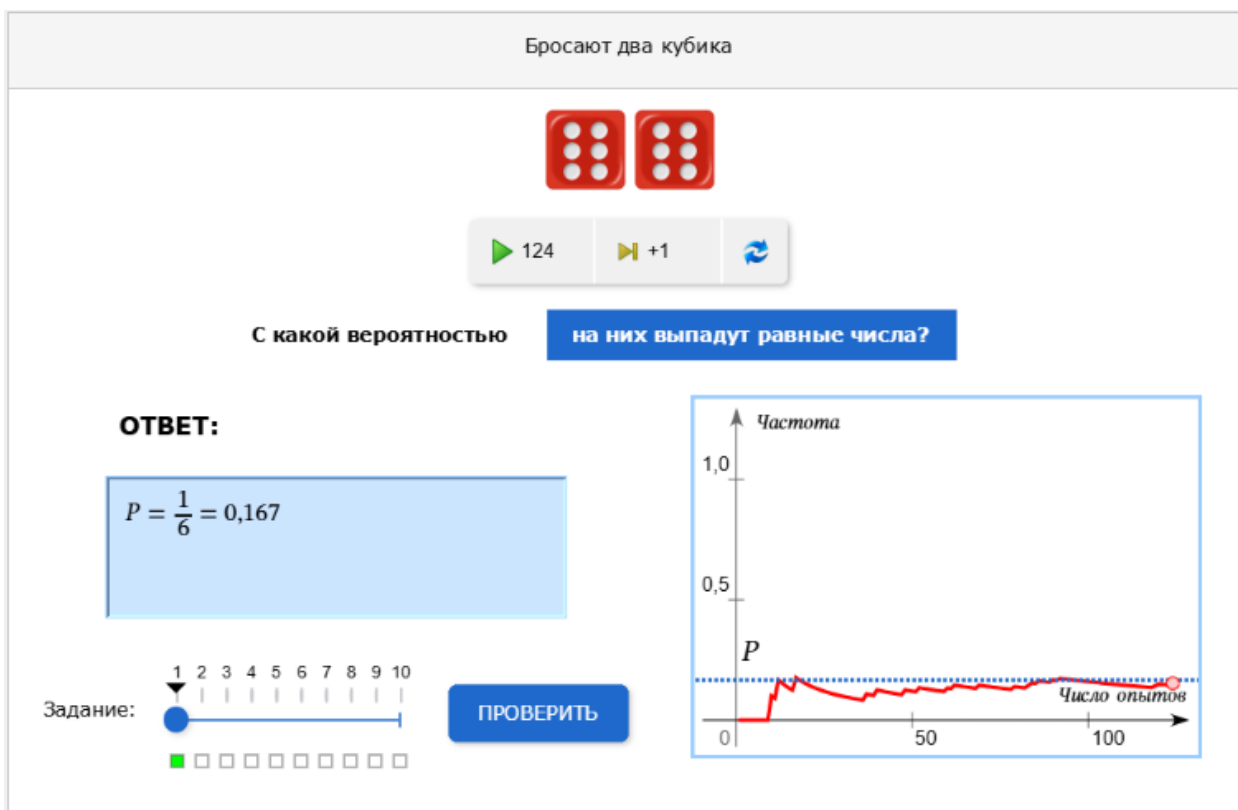 Бросают два кубика
124 +1
С какой вероятностью на них выпадут равные числа?
ОТВЕТ:
P = 1/6 = 0,167
Частота
1,0
0,5
P
Число опытов
0 50 100
1 2 3 4 5 6 7 8 9 10
Задание:
ПРОВЕРИТЬ